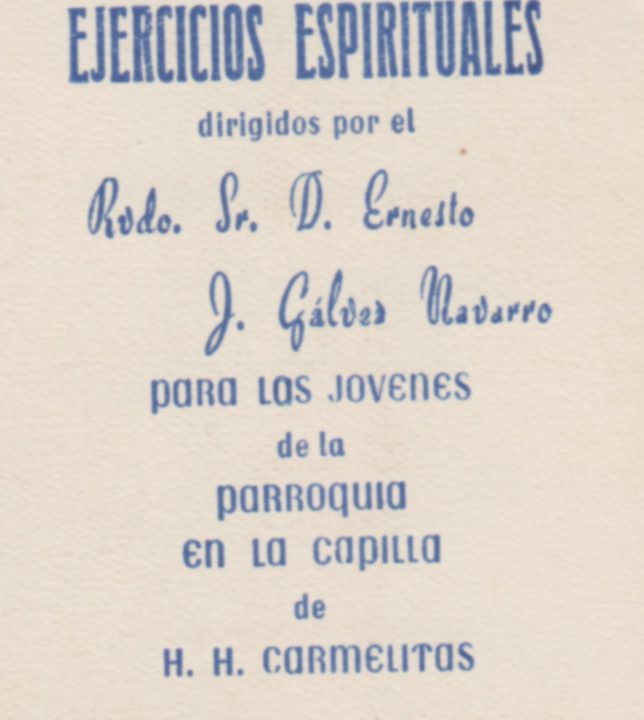 EJERCICIOS ESPIRITUALES
dirigidos por el
Rvdo. Sr. D. Ernesto
J. Gálvez Navarro
para las jovenes
de la
parroquia
en la capilla
de
H. H. Carmelitas